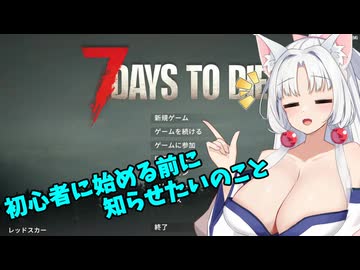 7 DAYS TO DIE
新規ゲーム
ゲームを続ける
ゲームに参加
初心者に始める前に
知らせたいのこと
レッドスカー
終了